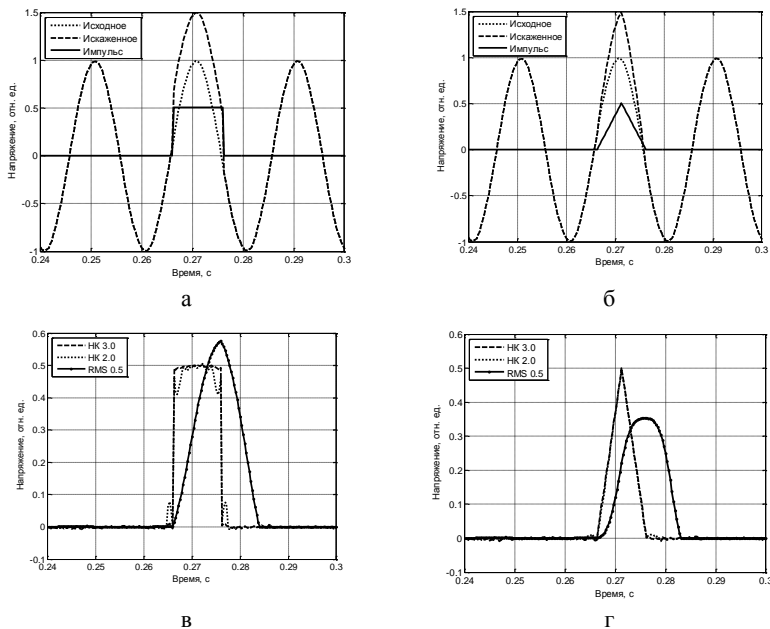 Исходное
Искаженное
Импульс
Напряжение, отн. ед.
1.5
1
0.5
0
-0.5
-1
0.24 0.25 0.26 0.27 0.28 0.29 0.3
Время, с
а
Исходное
Искаженное
Импульс
Напряжение, отн. ед.
1.5
1
0.5
0
-0.5
-1
0.24 0.25 0.26 0.27 0.28 0.29 0.3
Время, с
б
НК 3.0
НК 2.0
RMS 0.5
Напряжение, отн. ед.
0.6
0.5
0.4
0.3
0.2
0.1
0
-0.1
0.24 0.25 0.26 0.27 0.28 0.29 0.3
Время, с
в
НК 3.0
НК 2.0
RMS 0.5
Напряжение, отн. ед.
0.6
0.5
0.4
0.3
0.2
0.1
0
-0.1
0.24 0.25 0.26 0.27 0.28 0.29 0.3
Время, с
г